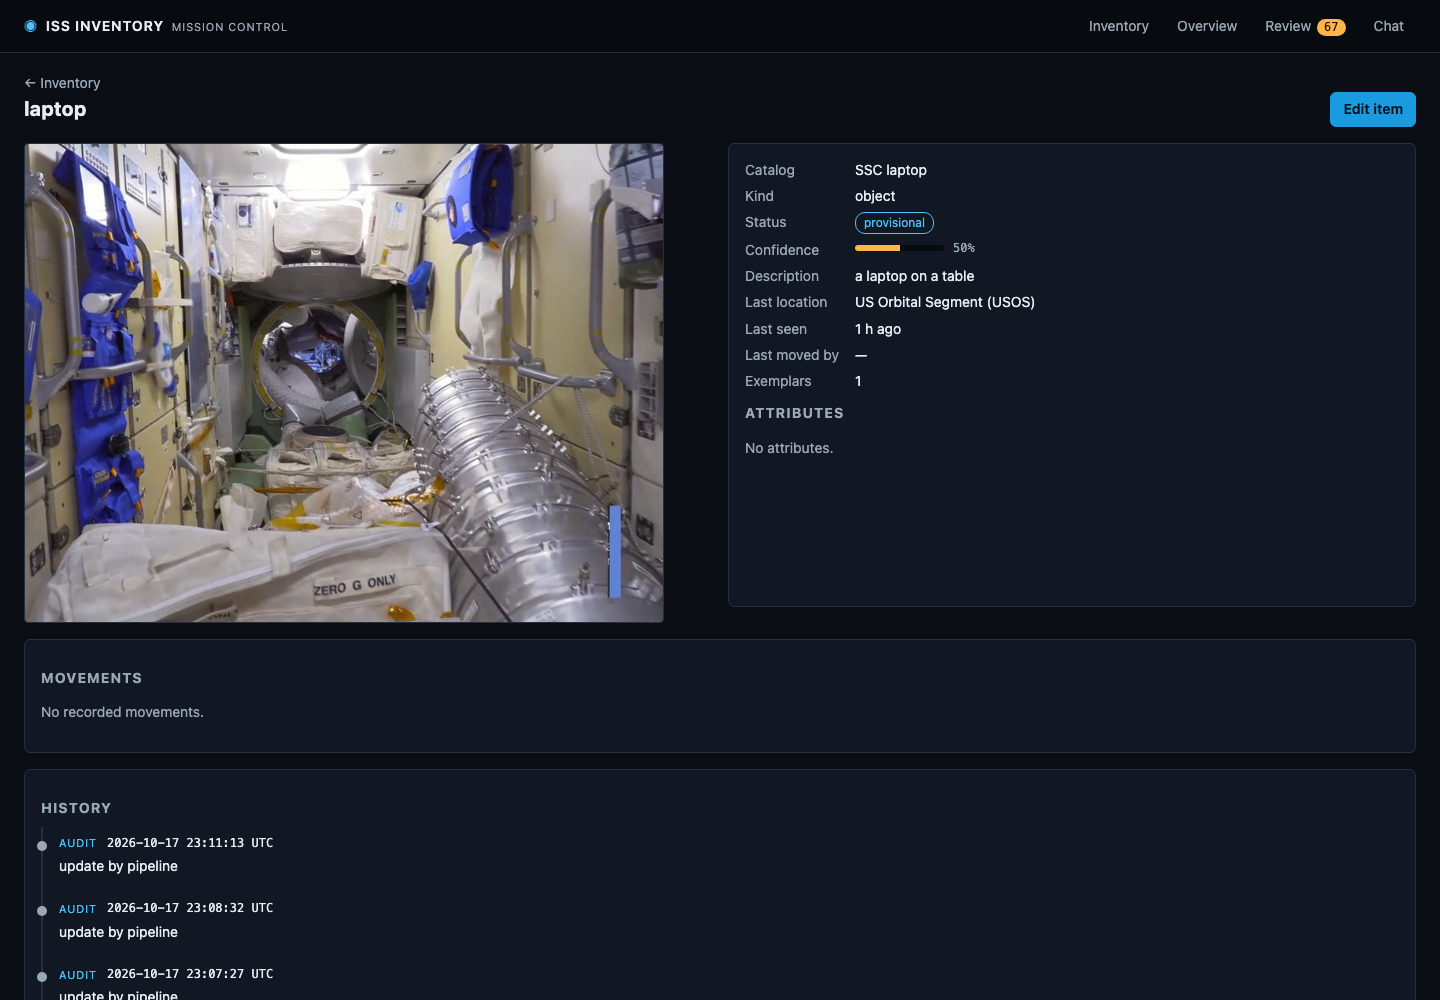 ISS INVENTORY MISSION CONTROL
Inventory Overview Review 67 Chat
← Inventory
laptop
Edit item
ZERO G ONLY
Catalog SSC laptop
Kind object
Status provisional
Confidence 50%
Description a laptop on a table
Last location US Orbital Segment (USOS)
Last seen 1 h ago
Last moved by —
Exemplars 1
ATTRIBUTES
No attributes.
MOVEMENTS
No recorded movements.
HISTORY
AUDIT 2026-10-17 23:11:13 UTC
update by pipeline
AUDIT 2026-10-17 23:08:32 UTC
update by pipeline
AUDIT 2026-10-17 23:07:27 UTC
update by pipeline